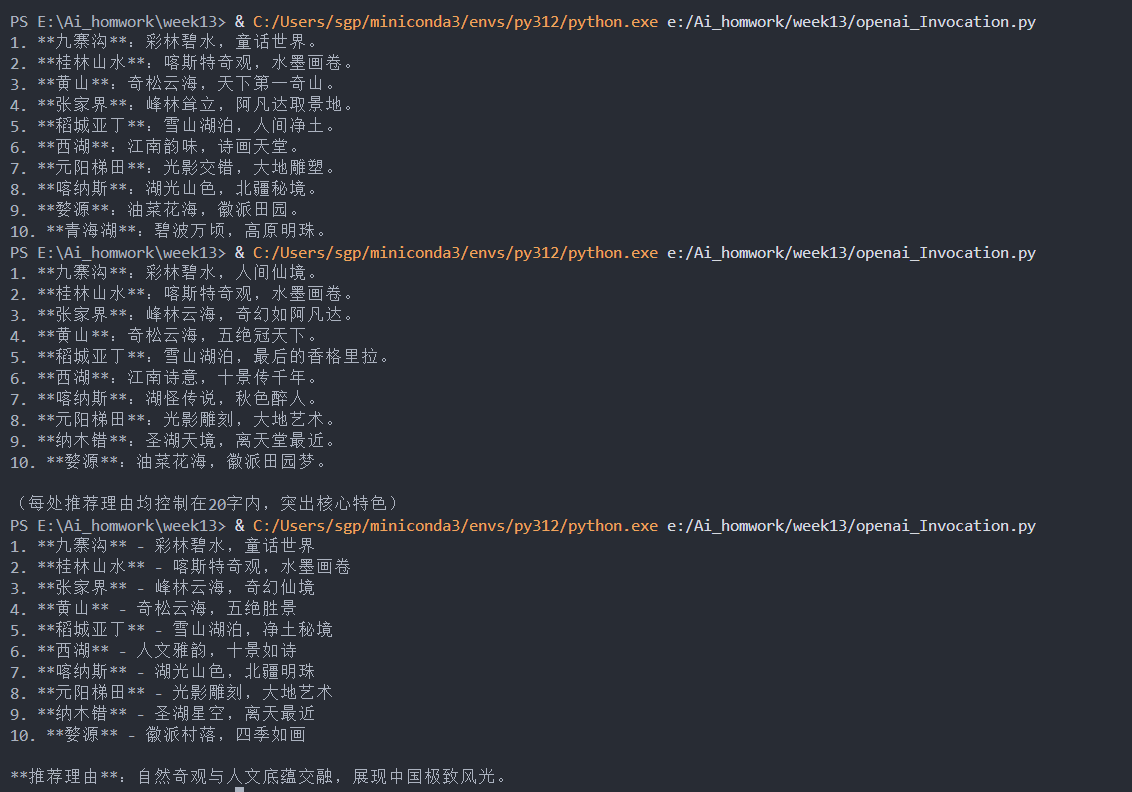 PS E:\Ai_homwork\week13> & C:/Users/sgp/miniconda3/envs/py312/python.exe e:/Ai_homwork/week13/openai_Invocation.py
1. **九寨沟**：彩林碧水，童话世界。
2. **桂林山水**：喀斯特奇观，水墨画卷。
3. **黄山**：奇松云海，天下第一奇山。
4. **张家界**：峰林耸立，阿凡达取景地。
5. **稻城亚丁**：雪山湖泊，人间净土。
6. **西湖**：江南韵味，诗画天堂。
7. **元阳梯田**：光影交错，大地雕塑。
8. **喀纳斯**：湖光山色，北疆秘境。
9. **婺源**：油菜花海，徽派田园。
10. **青海湖**：碧波万顷，高原明珠。
PS E:\Ai_homwork\week13> & C:/Users/sgp/miniconda3/envs/py312/python.exe e:/Ai_homwork/week13/openai_Invocation.py
1. **九寨沟**：彩林碧水，人间仙境。
2. **桂林山水**：喀斯特奇观，水墨画卷。
3. **张家界**：峰林云海，奇幻如阿凡达。
4. **黄山**：奇松云海，五绝冠天下。
5. **稻城亚丁**：雪山湖泊，最后的香格里拉。
6. **西湖**：江南诗意，十景传千年。
7. **喀纳斯**：湖怪传说，秋色醉人。
8. **元阳梯田**：光影雕刻，大地艺术。
9. **纳木错**：圣湖天境，离天堂最近。
10. **婺源**：油菜花海，徽派田园梦。
（每处推荐理由均控制在20字内，突出核心特色）
PS E:\Ai_homwork\week13> & C:/Users/sgp/miniconda3/envs/py312/python.exe e:/Ai_homwork/week13/openai_Invocation.py
1. **九寨沟** - 彩林碧水，童话世界
2. **桂林山水** - 喀斯特奇观，水墨画卷
3. **张家界** - 峰林云海，奇幻仙境
4. **黄山** - 奇松云海，五绝胜景
5. **稻城亚丁** - 雪山湖泊，净土秘境
6. **西湖** - 人文雅韵，十景如诗
7. **喀纳斯** - 湖光山色，北疆明珠
8. **元阳梯田** - 光影雕刻，大地艺术
9. **纳木错** - 圣湖星空，离天最近
10. **婺源** - 徽派村落，四季如画
**推荐理由**：自然奇观与人文底蕴交融，展现中国极致风光。